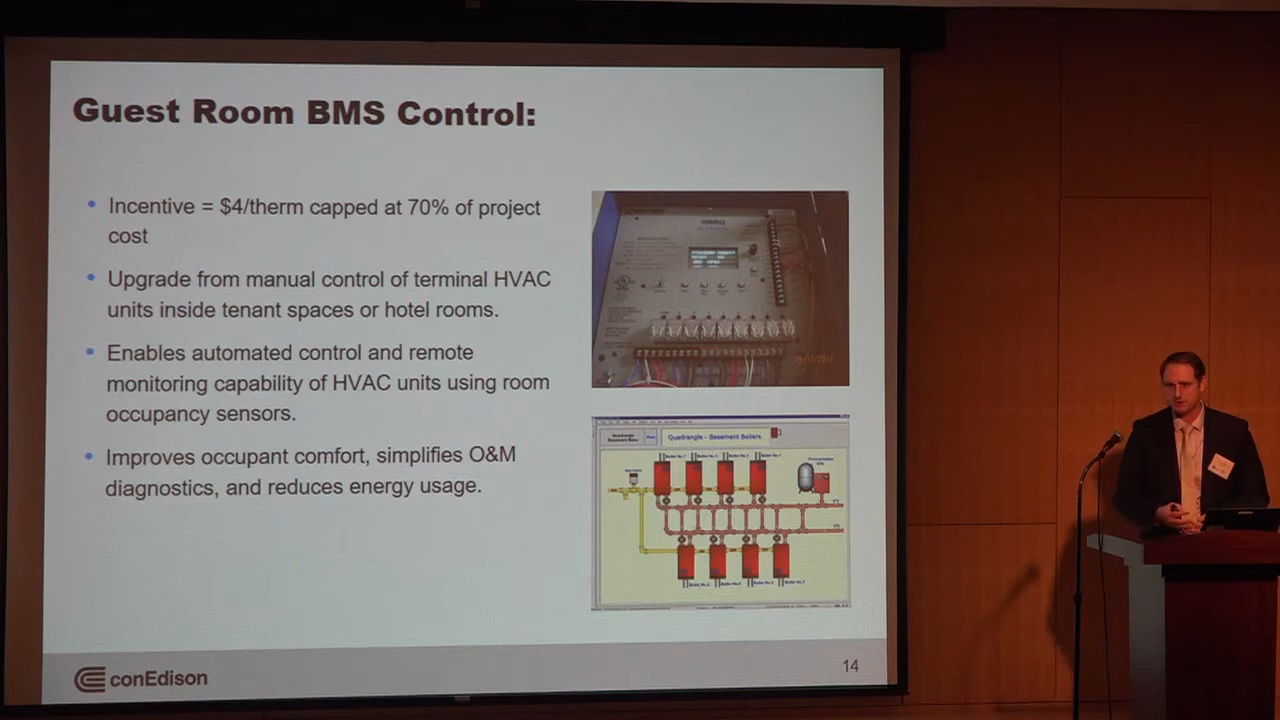 Guest Room BMS Control:
Incentive = $4/therm capped at 70% of project
cost
Upgrade from manual control of terminal HVAC
units inside tenant spaces or hotel rooms.
Enables automated control and remote
monitoring capability of HVAC units using room
occupancy sensors.
Improves occupant comfort, simplifies O&M
diagnostics, and reduces energy usage.
Quadrangle - Basement Boilers
conEdison
14